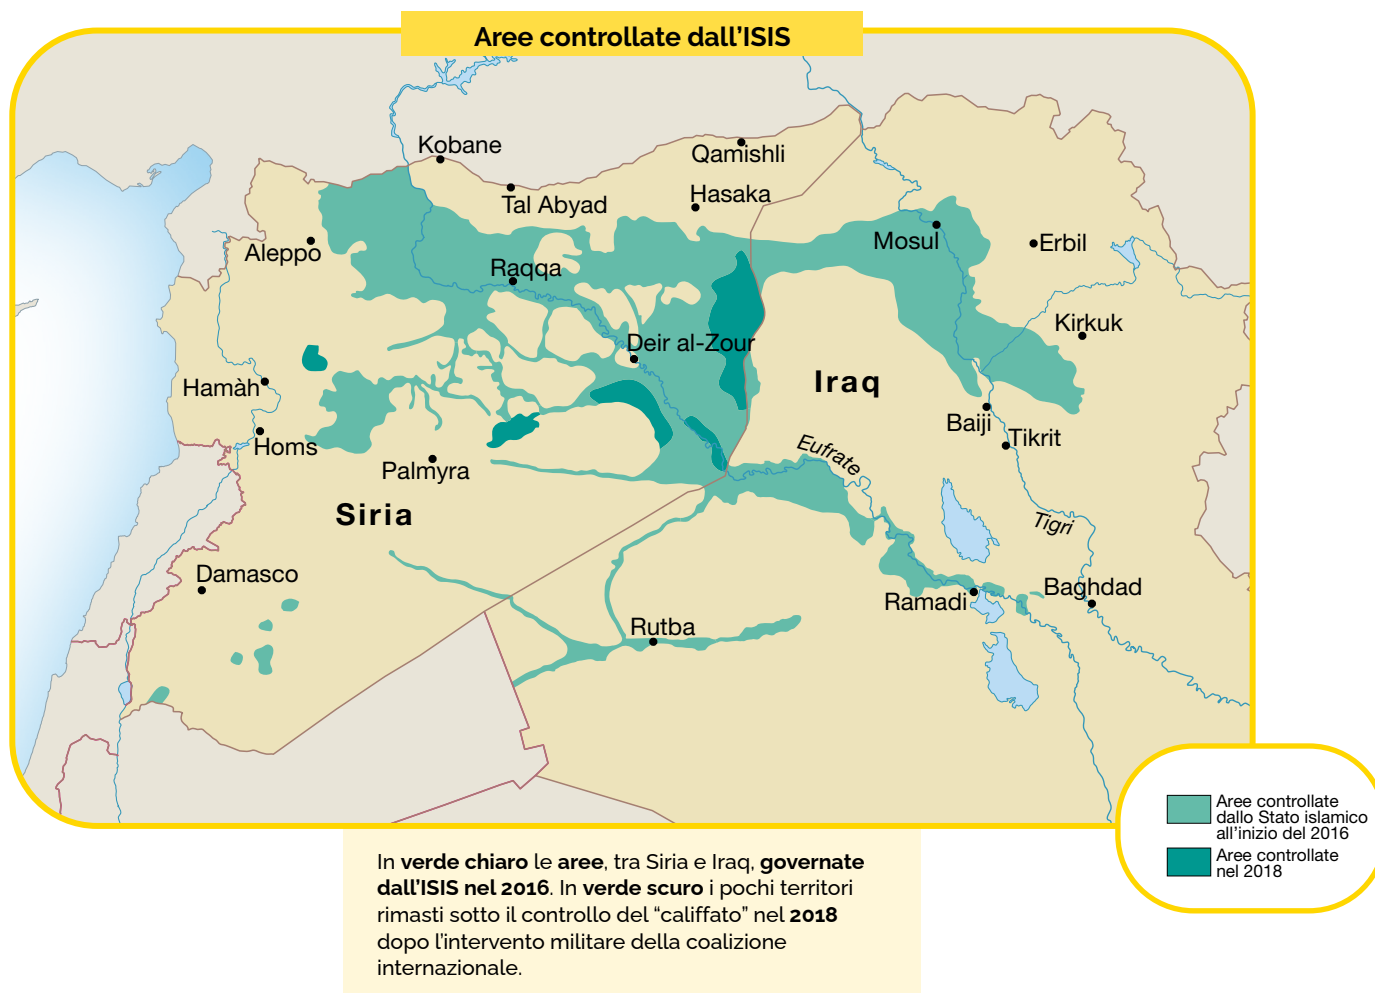 Aree controllate dall'ISIS
Kobane
Qamishli
Tal Abyad
Hasaka
Aleppo
Mosul
Erbil
Raqqa
Kirkuk
Deir al-Zour
Iraq
Hamàh
Baiji
Tikrit
Homs
Palmyra
Eufrate
Siria
Tigri
Damasco
Ramadi
Baghdad
Rutba
Aree controllate
dallo Stato islamico
all'inizio del 2016
Aree controllate
nel 2018
In verde chiaro le aree, tra Siria e Iraq, governate
dall'ISIS nel 2016. In verde scuro i pochi territori
rimasti sotto il controllo del “califfato” nel 2018
dopo l'intervento militare della coalizione
internazionale.